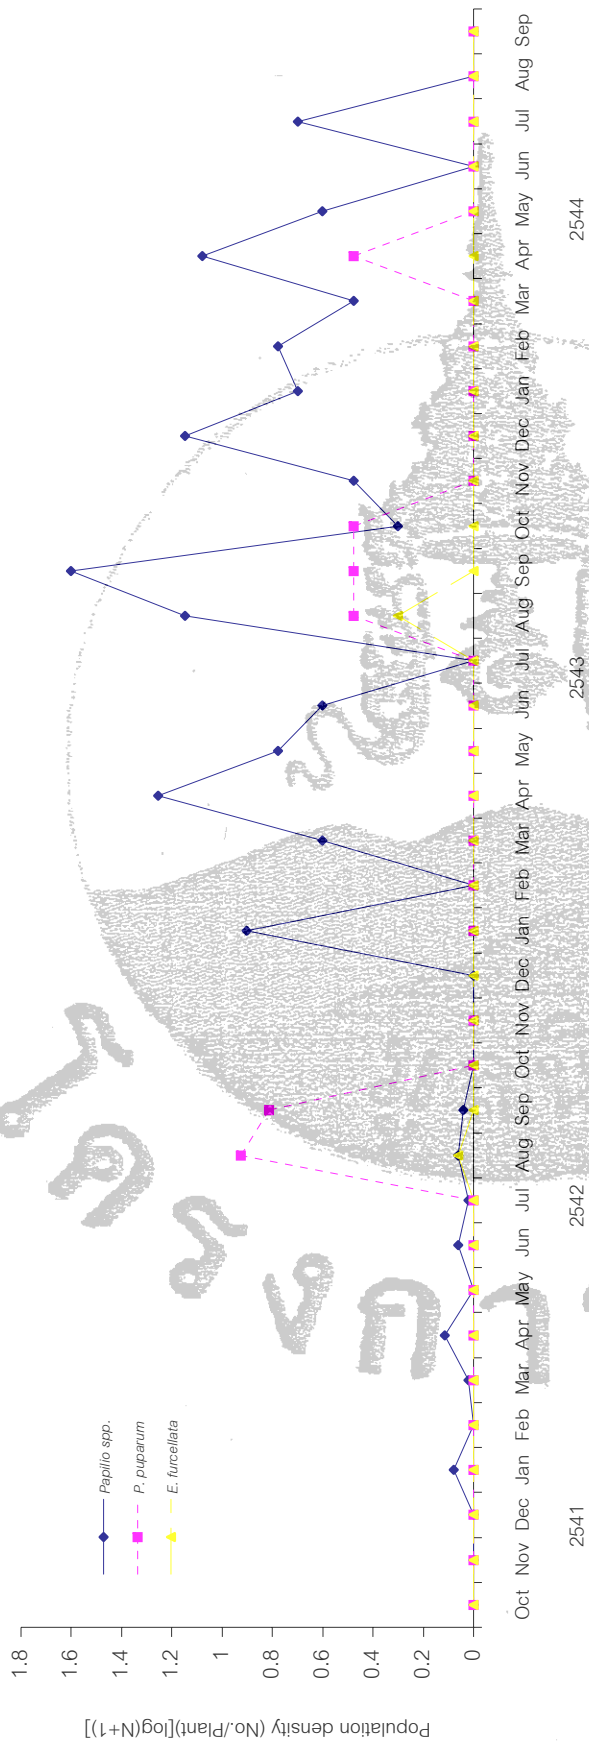 Population density (No./Plant)[log(N+1)]
1.8
1.6
1.4
1.2
1
0.8
0.6
0.4
0.2
0
Papilio spp.
P. puparum
E. furcellata
Oct Nov Dec Jan Feb Mar Apr May Jun Jul Aug Sep Oct Nov Dec Jan Feb Mar Apr May Jun Jul Aug Sep Oct Nov Dec Jan Feb Mar Apr May Jun Jul Aug Sep
2541 2542 2543 2544